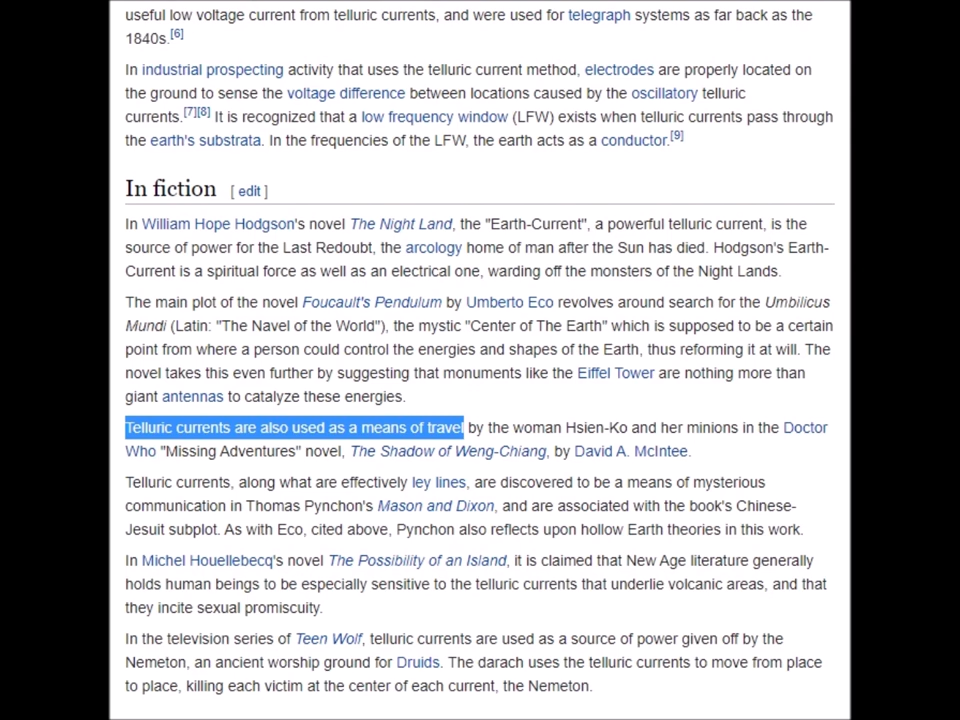 useful low voltage current from telluric currents, and were used for telegraph systems as far back as the
1840s.[6]
In industrial prospecting activity that uses the telluric current method, electrodes are properly located on
the ground to sense the voltage difference between locations caused by the oscillatory telluric
currents.[7][8] It is recognized that a low frequency window (LFW) exists when telluric currents pass through
the earth's substrata. In the frequencies of the LFW, the earth acts as a conductor.[9]
In fiction [ edit ]
In William Hope Hodgson's novel The Night Land, the "Earth-Current", a powerful telluric current, is the
source of power for the Last Redoubt, the arcology home of man after the Sun has died. Hodgson's Earth-
Current is a spiritual force as well as an electrical one, warding off the monsters of the Night Lands.
The main plot of the novel Foucault's Pendulum by Umberto Eco revolves around search for the Umbilicus
Mundi (Latin: "The Navel of the World"), the mystic "Center of The Earth" which is supposed to be a certain
point from where a person could control the energies and shapes of the Earth, thus reforming it at will. The
novel takes this even further by suggesting that monuments like the Eiffel Tower are nothing more than
giant antennas to catalyze these energies.
Telluric currents are also used as a means of travel by the woman Hsien-Ko and her minions in the Doctor
Who "Missing Adventures" novel, The Shadow of Weng-Chiang, by David A. McIntee.
Telluric currents, along what are effectively ley lines, are discovered to be a means of mysterious
communication in Thomas Pynchon's Mason and Dixon, and are associated with the book's Chinese-
Jesuit subplot. As with Eco, cited above, Pynchon also reflects upon hollow Earth theories in this work.
In Michel Houellebecq's novel The Possibility of an Island, it is claimed that New Age literature generally
holds human beings to be especially sensitive to the telluric currents that underlie volcanic areas, and that
they incite sexual promiscuity.
In the television series of Teen Wolf, telluric currents are used as a source of power given off by the
Nemeton, an ancient worship ground for Druids. The darach uses the telluric currents to move from place
to place, killing each victim at the center of each current, the Nemeton.